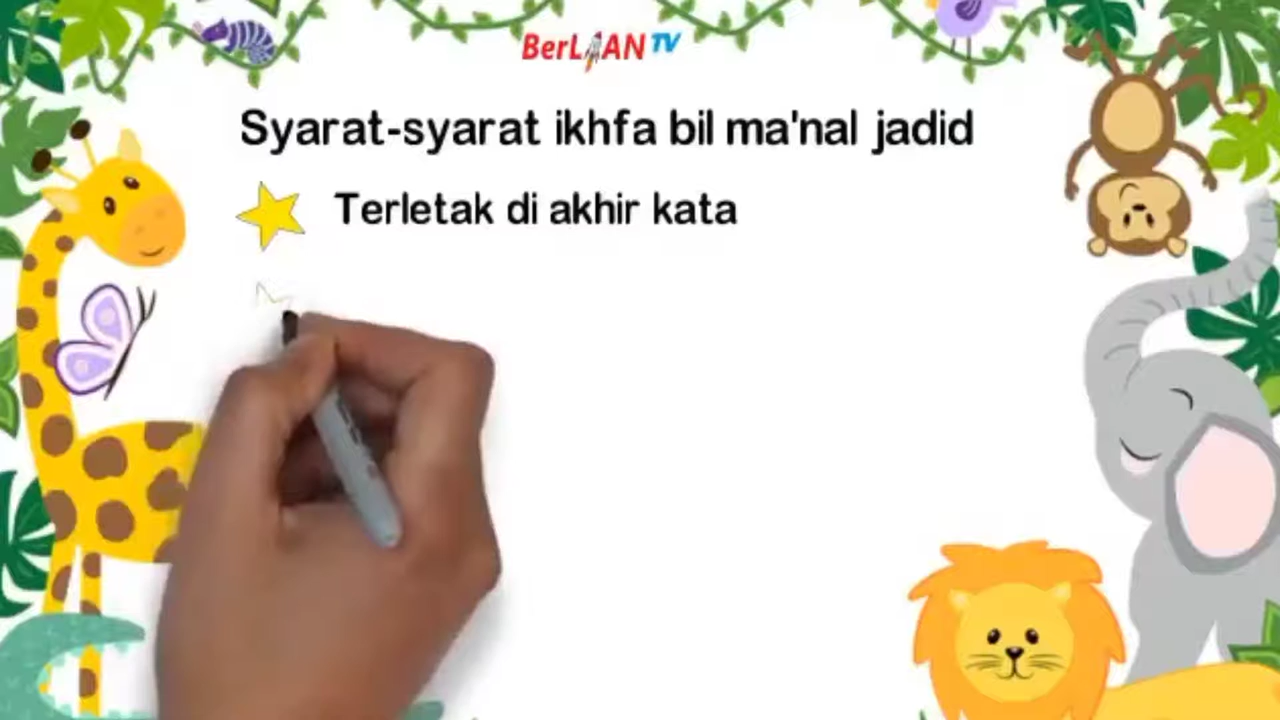 BerLIAN TV
Syarat-syarat ikhfa bil ma'nal jadid
Terletak di akhir kata